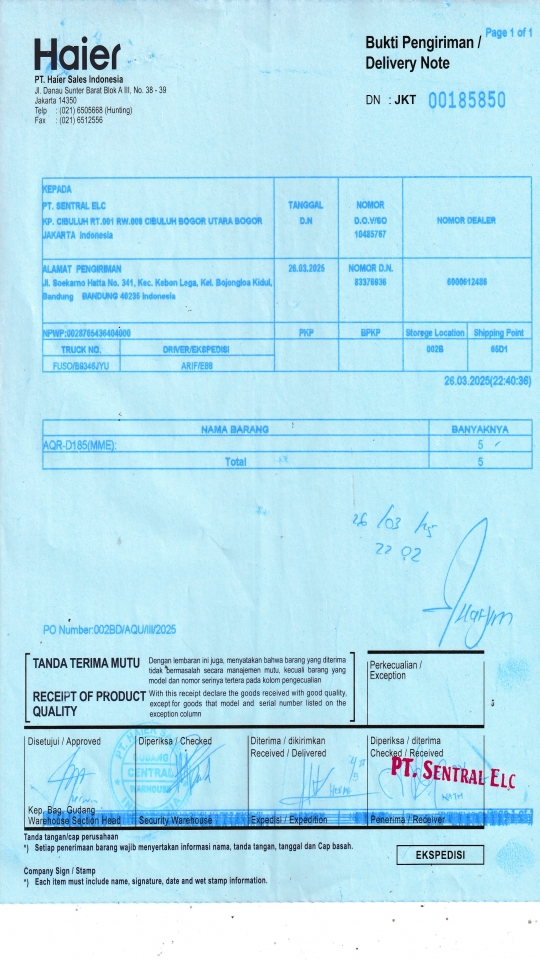 Page 1 of 1
Haier
Bukti Pengiriman /
Delivery Note
PT. Haier Sales Indonesia
Jl. Danau Sunter Barat Blok A III, No. 38 - 39
Jakarta 14350
Telp : (021) 6505668 (Hunting)
Fax : (021) 6512556
DN : JKT 00185850
KEPADA
PT. SENTRAL ELC
KP. CIBULUH RT.001 RW.006 CIBULUH BOGOR UTARA BOGOR
JAKARTA Indonesia
TANGGAL
D.N
NOMOR
D.O.V/SO
10485767
NOMOR DEALER
ALAMAT PENGIRIMAN
Jl. Soekarno Hatta No. 341, Kec. Kebon Lega, Kel. Bojongloa Kidul,
Bandung BANDUNG 40235 Indonesia
26.03.2025
NOMOR D.N.
83376936
6600612486
NPWP:0028765436404000
PKP
BPKP
Storege Location
Shipping Point
TRUCK NO.
DRIVER/EKSPEDISI
002B
65D1
FUSO/B9346JYU
ARIF/E68
26.03.2025(22:40:36)
NAMA BARANG
BANYAKNYA
AQR-D185(MME):
5
Total
5
26/03/25
PO Number:002BD/AQU/III/2025
TANDA TERIMA MUTU
Dengan lembaran ini juga, menyatakan bahwa barang yang diterima
tidak bermasalah secara manajemen mutu, kecuali barang yang
model dan nomor serinya tertera pada kolom pengecualian
RECEIPT OF PRODUCT
QUALITY
With this receipt declare the goods received with good quality,
except for goods that model and serial number listed on the
exception column
Perkecualian /
Exception
Disetujui / Approved
Diperiksa / Checked
Diterima / dikirimkan
Received / Delivered
Diperiksa / diterima
Checked / Received
GUDANG
CENTRAL
WAREHOUSE
PT. SENTRAL ELC
Kep. Bag. Gudang
Warehouse Section Head
Security Warehouse
Expedisi / Expedition
Penerima / Receiver
Tanda tangan/cap perusahaan
*) Setiap penerimaan barang wajib menyertakan informasi nama, tanda tangan, tanggal dan Cap basah.
EKSPEDISI
Company Sign / Stamp
*) Each item must include name, signature, date and wet stamp information.